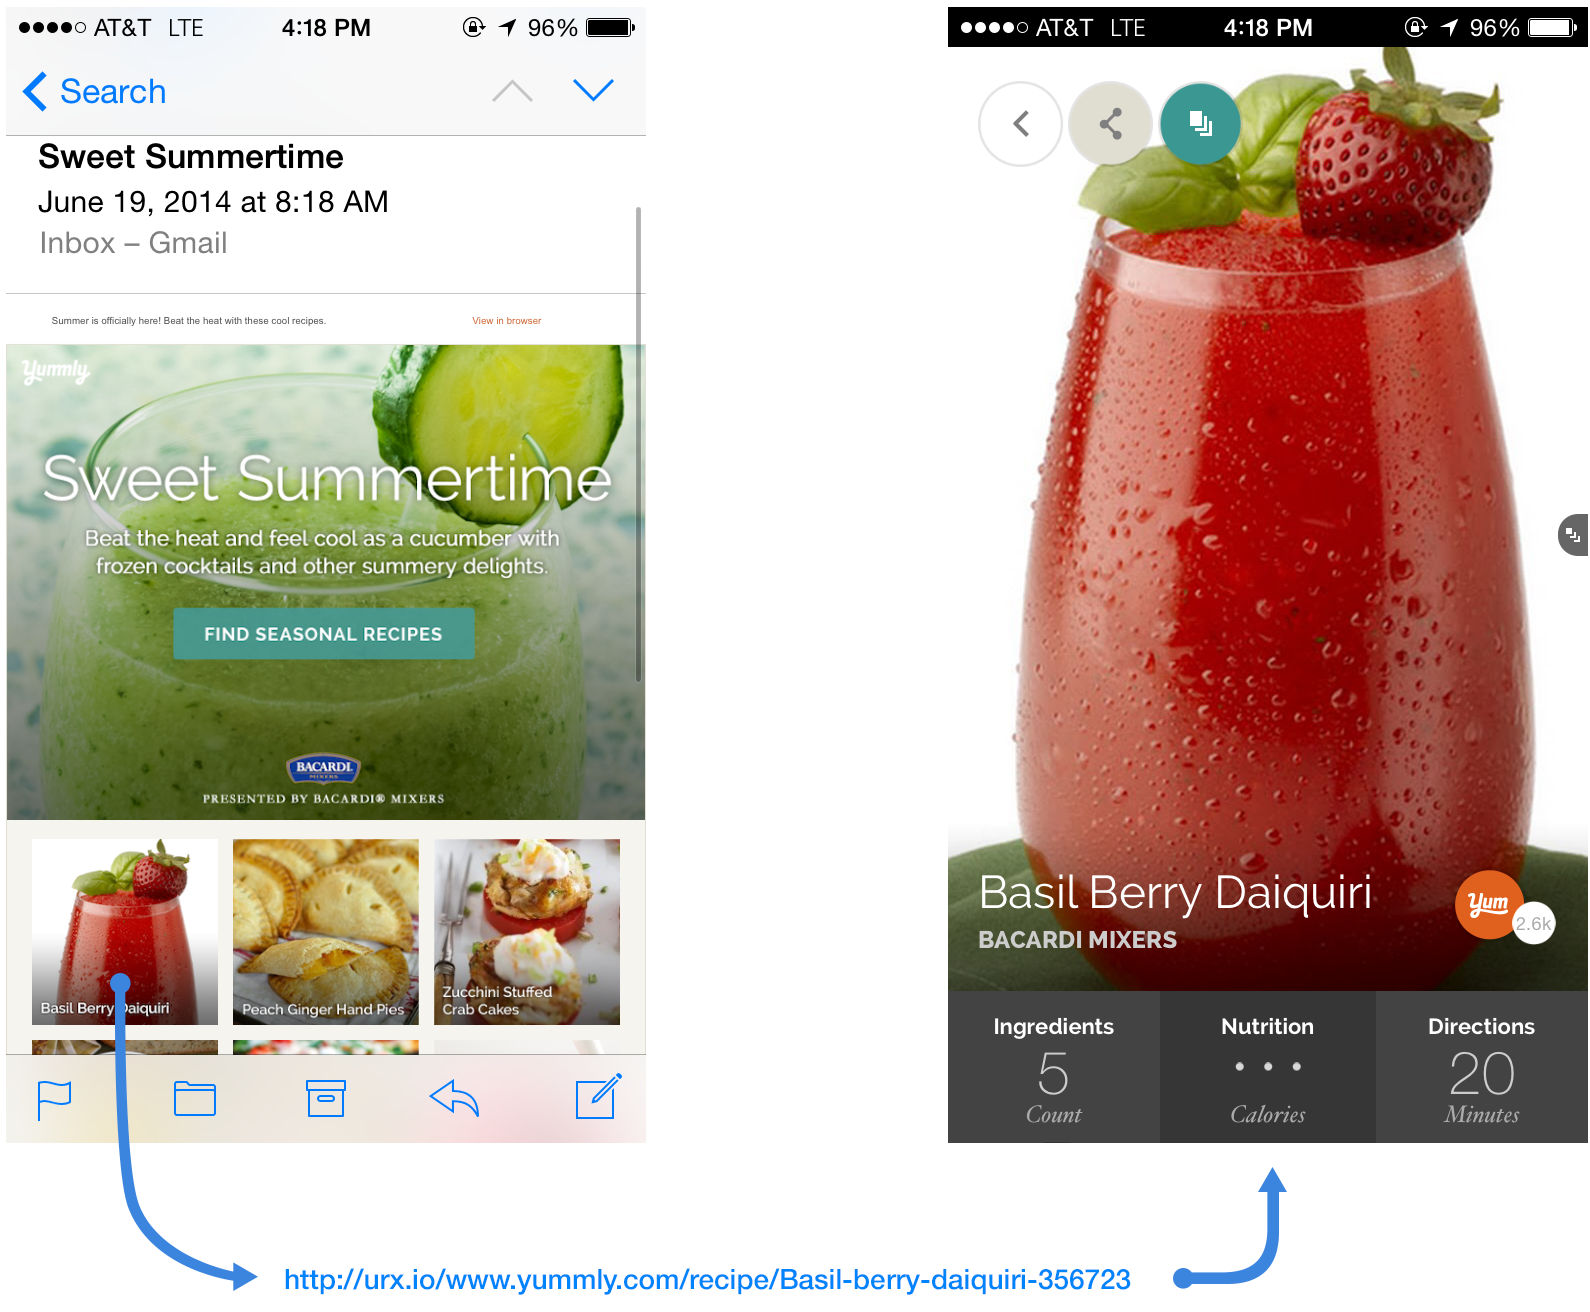 AT&T LTE 4:18 PM 96%
Search
Sweet Summertime
June 19, 2014 at 8:18 AM
Inbox – Gmail
Summer is officially here! Beat the heat with these cool recipes. View in browser
Yummly
Sweet Summertime
Beat the heat and feel cool as a cucumber with
frozen cocktails and other summery delights.
FIND SEASONAL RECIPES
BACARDI
MIXERS
PRESENTED BY BACARDI® MIXERS
Basil Berry Daiquiri
Peach Ginger Hand Pies
Zucchini Stuffed
Crab Cakes
AT&T LTE 4:18 PM 96%
Basil Berry Daiquiri
BACARDI MIXERS
Yum
2.6k
Ingredients
5
Count
Nutrition
• • •
Calories
Directions
20
Minutes
http://urx.io/www.yummly.com/recipe/Basil-berry-daiquiri-356723